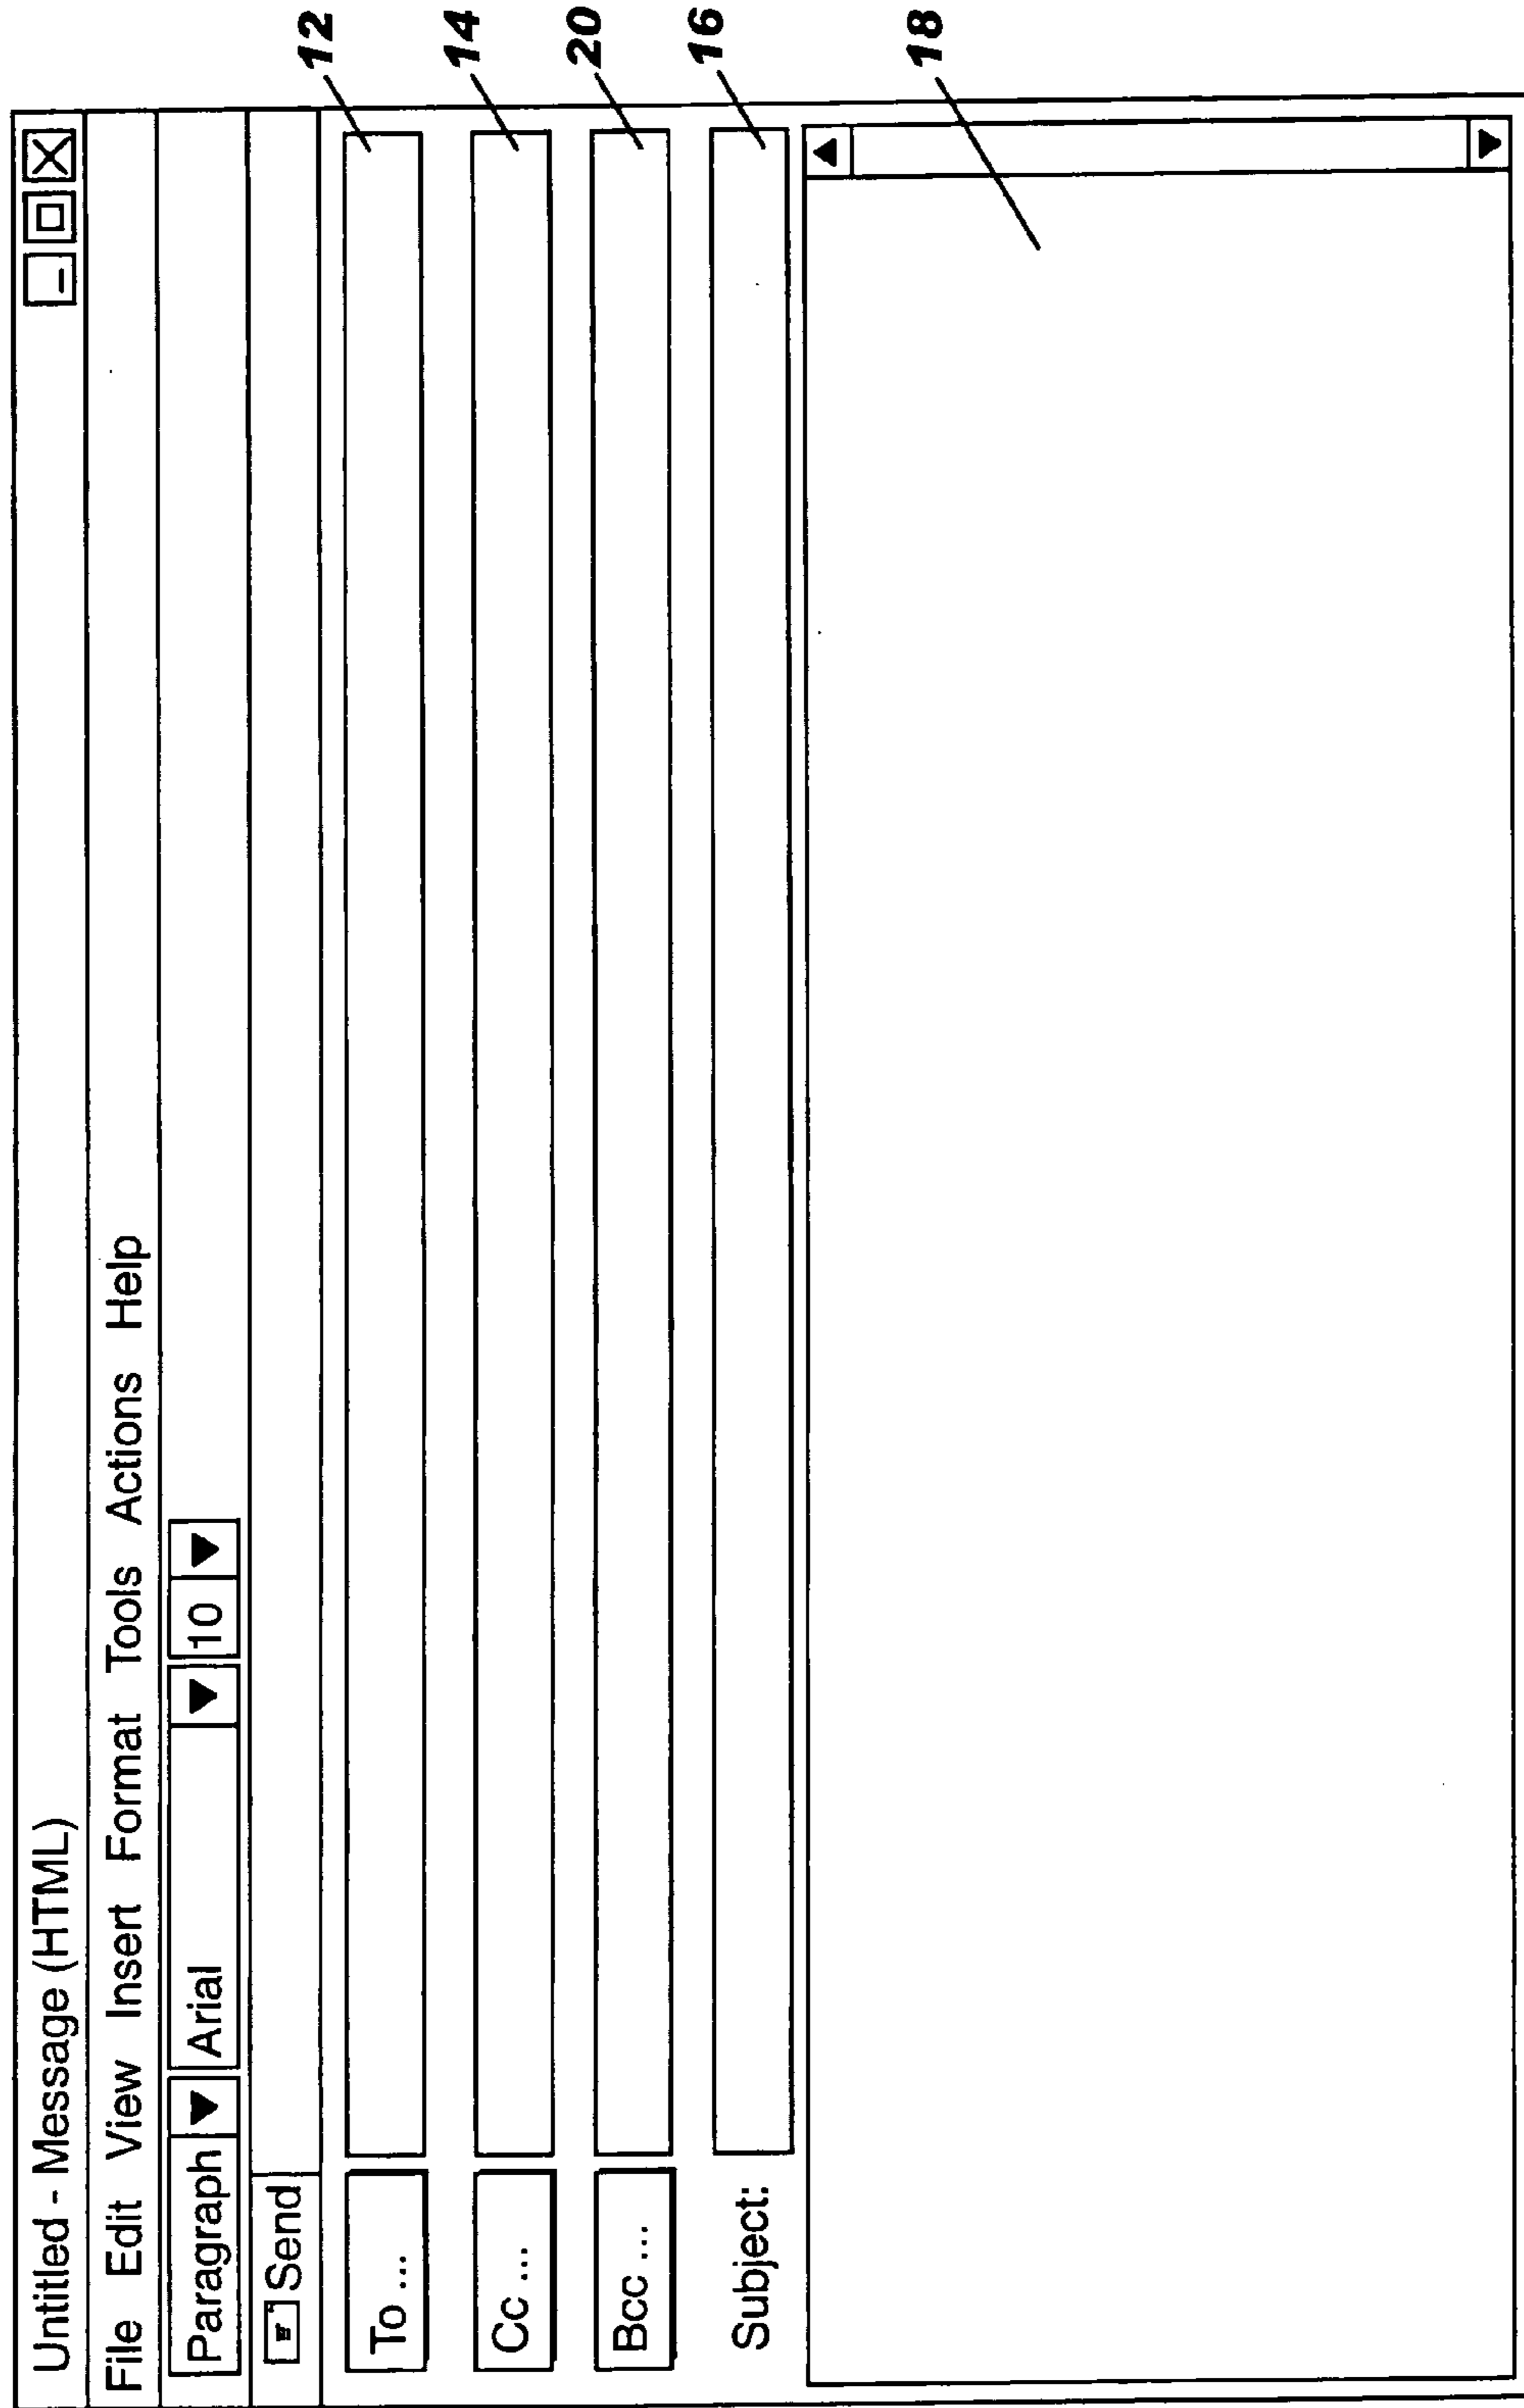 Untitled - Message (HTML)
File Edit View Insert Format Tools Actions Help
Paragraph Arial 10
Send
To ... 12
Cc ... 14
Bcc ... 20
Subject: 16
18